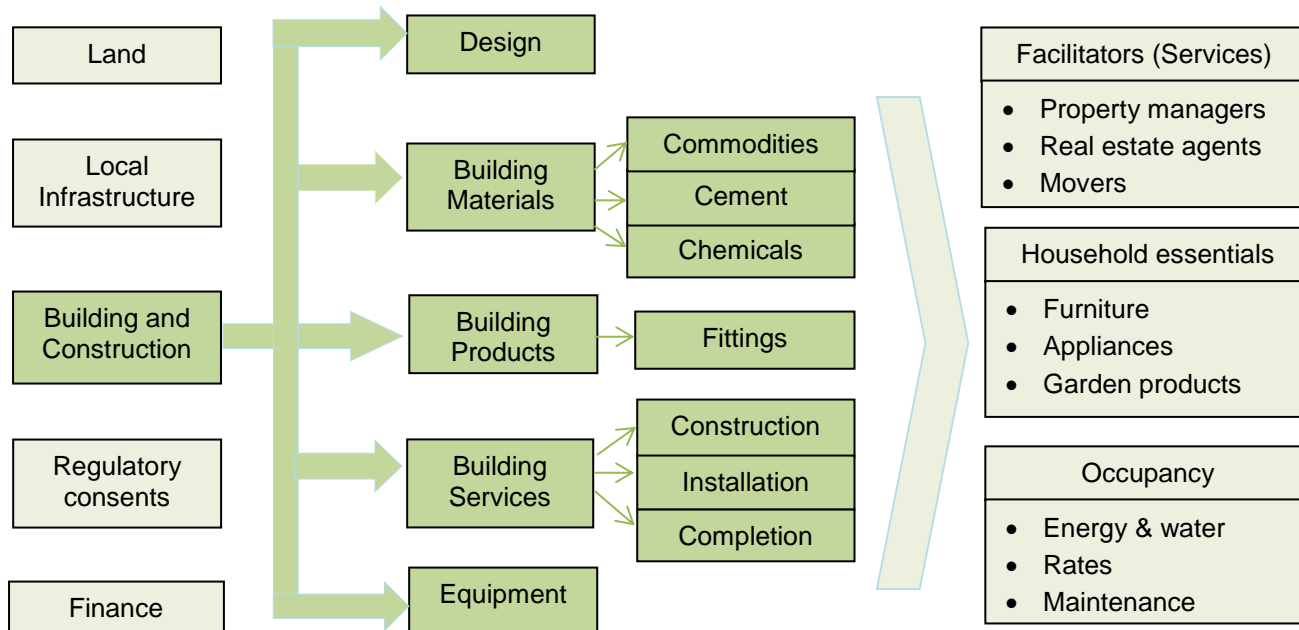 Land
Local
Infrastructure
Building and
Construction
Regulatory
consents
Finance
Design
Building
Materials
Building
Products
Building
Services
Equipment
Commodities
Cement
Chemicals
Fittings
Construction
Installation
Completion
Facilitators (Services)
• Property managers
• Real estate agents
• Movers
Household essentials
• Furniture
• Appliances
• Garden products
Occupancy
• Energy & water
• Rates
• Maintenance